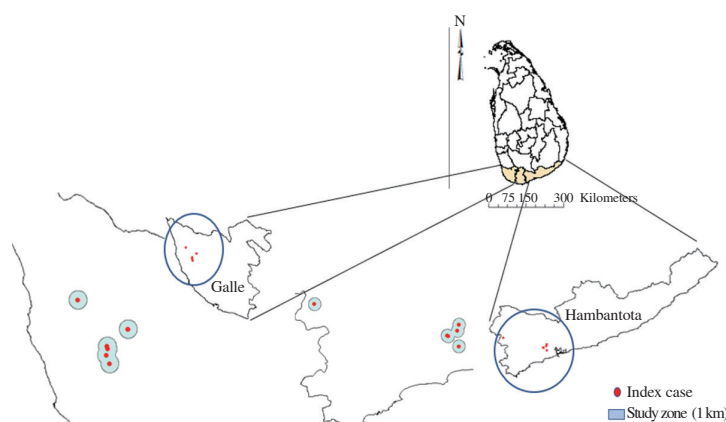 N
0 75 150 300 Kilometers
Galle
Hambantota
Index case
Study zone (1 km)